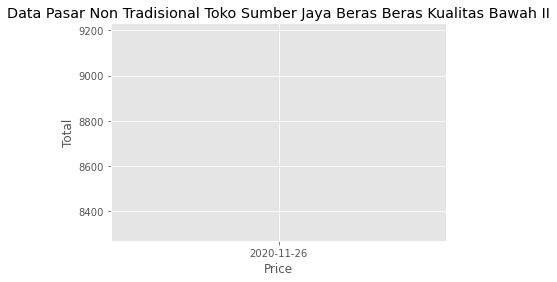 Data Pasar Non Tradisional Toko Sumber Jaya Beras Beras Kualitas Bawah II
9200
9000
8800
8600
8400
Total
2020-11-26
Price